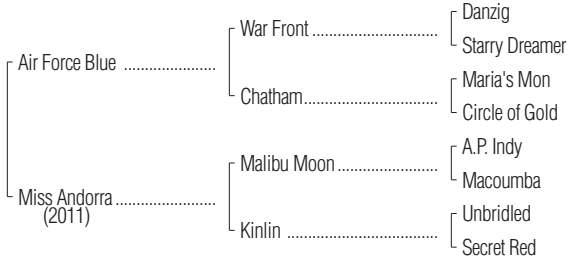 Danzig
War Front ..............................
Starry Dreamer
Air Force Blue ......................
Maria's Mon
Chatham................................
Circle of Gold
A.P. Indy
Malibu Moon........................
Macoumba
Miss Andorra ........................
(2011)
Unbridled
Kinlin ....................................
Secret Red